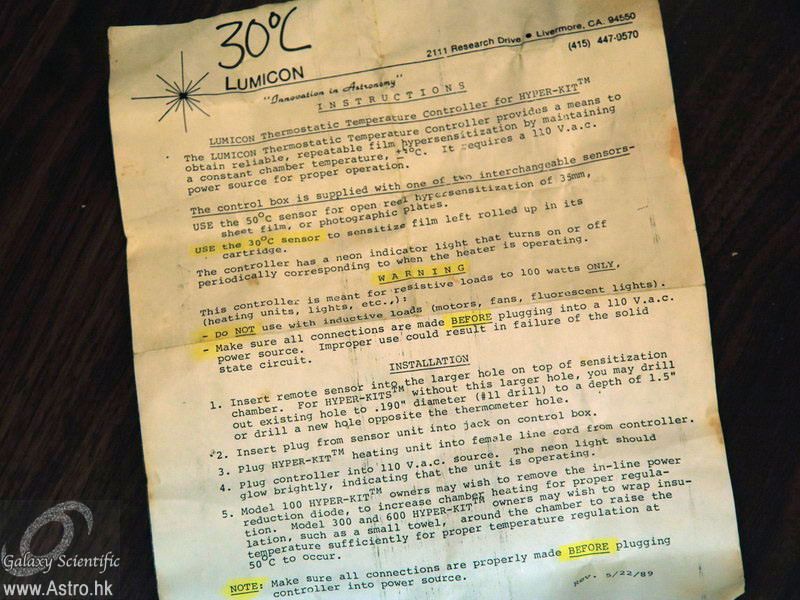 30°C
LUMICON
2111 Research Drive • Livermore, CA. 94550
(415) 447-0570
"Innovation in Astronomy"
INSTRUCTIONS
LUMICON Thermostatic Temperature Controller for HYPER-KIT™
The LUMICON Thermostatic Temperature Controller provides a means to
obtain reliable, repeatable film hypersensitization by maintaining
a constant chamber temperature, ±1°C. It requires a 110 V.a.c.
power source for proper operation.
The control box is supplied with one of two interchangeable sensors-
USE the 50°C sensor for open reel hypersensitization of 35mm,
sheet film, or photographic plates.
USE the 30°C sensor to sensitize film left rolled up in its
cartridge.
The controller has a neon indicator light that turns on or off
periodically corresponding to when the heater is operating.
WARNING
This controller is meant for resistive loads to 100 watts ONLY,
(heating units, lights, etc.,):
- Do NOT use with inductive loads (motors, fans, fluorescent lights).
- Make sure all connections are made BEFORE plugging into a 110 V.a.c.
power source. Improper use could result in failure of the solid
state circuit.
INSTALLATION
1. Insert remote sensor into the larger hole on top of sensitization
chamber. For HYPER-KITS™ without this larger hole, you may drill
out existing hole to .190" diameter (#11 drill) to a depth of 1.5"
or drill a new hole opposite the thermometer hole.
2. Insert plug from sensor unit into jack on control box.
3. Plug HYPER-KIT™ heating unit into female line cord from controller.
4. Plug controller into 110 V.a.c. source. The neon light should
glow brightly, indicating that the unit is operating.
5. Model 100 HYPER-KIT™ owners may wish to remove the in-line power
reduction diode, to increase chamber heating for proper regula-
tion. Model 300 and 600 HYPER-KIT™ owners may wish to wrap insu-
lation, such as a small towel, around the chamber to raise the
temperature sufficiently for proper temperature regulation at
50°C to occur.
NOTE: Make sure all connections are properly made BEFORE plugging
controller into power source.
Rev. 5/22/89
Galaxy Scientific
www.Astro.hk